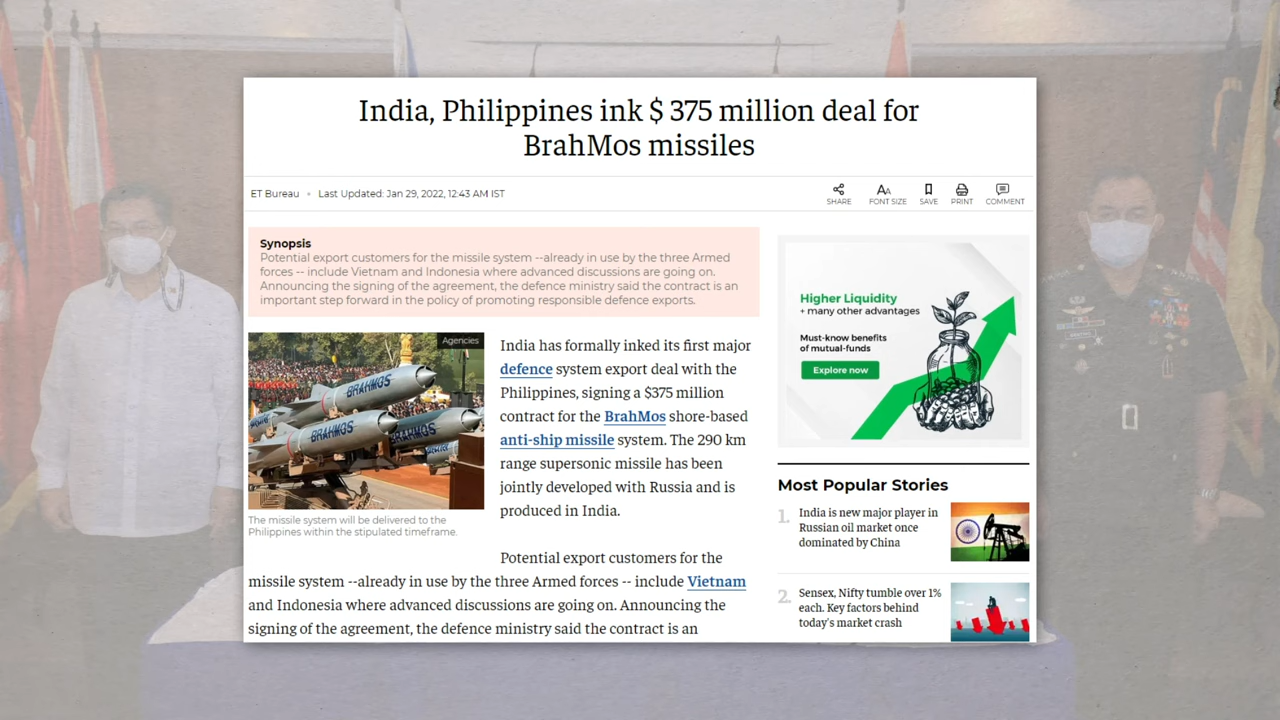 India, Philippines ink $ 375 million deal for
BrahMos missiles
ET Bureau • Last Updated: Jan 29, 2022, 12:43 AM IST
SHARE
FONT SIZE
SAVE
PRINT
COMMENT
Synopsis
Potential export customers for the missile system --already in use by the three Armed
forces -- include Vietnam and Indonesia where advanced discussions are going on.
Announcing the signing of the agreement, the defence ministry said the contract is an
important step forward in the policy of promoting responsible defence exports.
Agencies
BRAHMOS
BRAHMOS
BRAHMOS
The missile system will be delivered to the
Philippines within the stipulated timeframe.
India has formally inked its first major
defence system export deal with the
Philippines, signing a $375 million
contract for the BrahMos shore-based
anti-ship missile system. The 290 km
range supersonic missile has been
jointly developed with Russia and is
produced in India.
Potential export customers for the
missile system --already in use by the three Armed forces -- include Vietnam
and Indonesia where advanced discussions are going on. Announcing the
signing of the agreement, the defence ministry said the contract is an
Higher Liquidity
+ many other advantages
Must-know benefits
of mutual-funds
Explore now
Most Popular Stories
1. India is new major player in
Russian oil market once
dominated by China
2. Sensex, Nifty tumble over 1%
each. Key factors behind
today's market crash